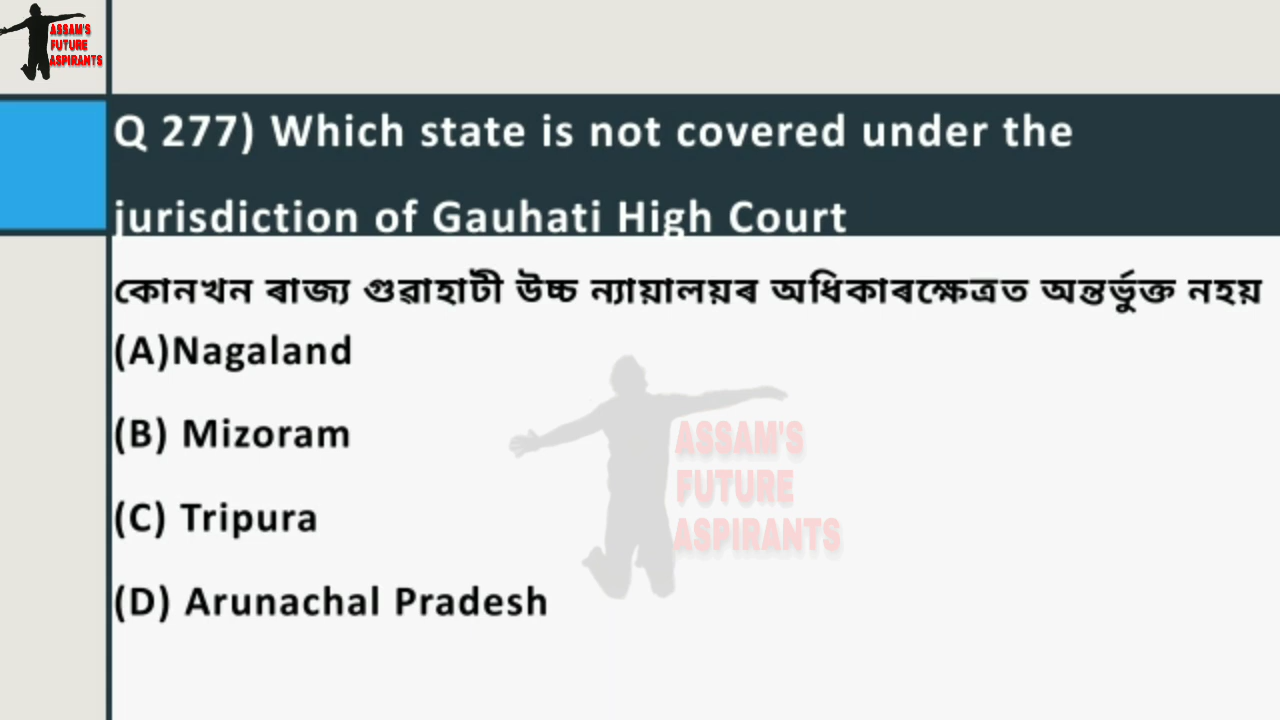 ASSAM'S
FUTURE
ASPIRANTS
Q 277) Which state is not covered under the
jurisdiction of Gauhati High Court
কোনখন ৰাজ্য গুৱাহাটী উচ্চ ন্যায়ালয়ৰ অধিকাৰক্ষেত্ৰত অন্তৰ্ভুক্ত নহয়
(A)Nagaland
(B) Mizoram
(C) Tripura
(D) Arunachal Pradesh
ASSAM'S
FUTURE
ASPIRANTS